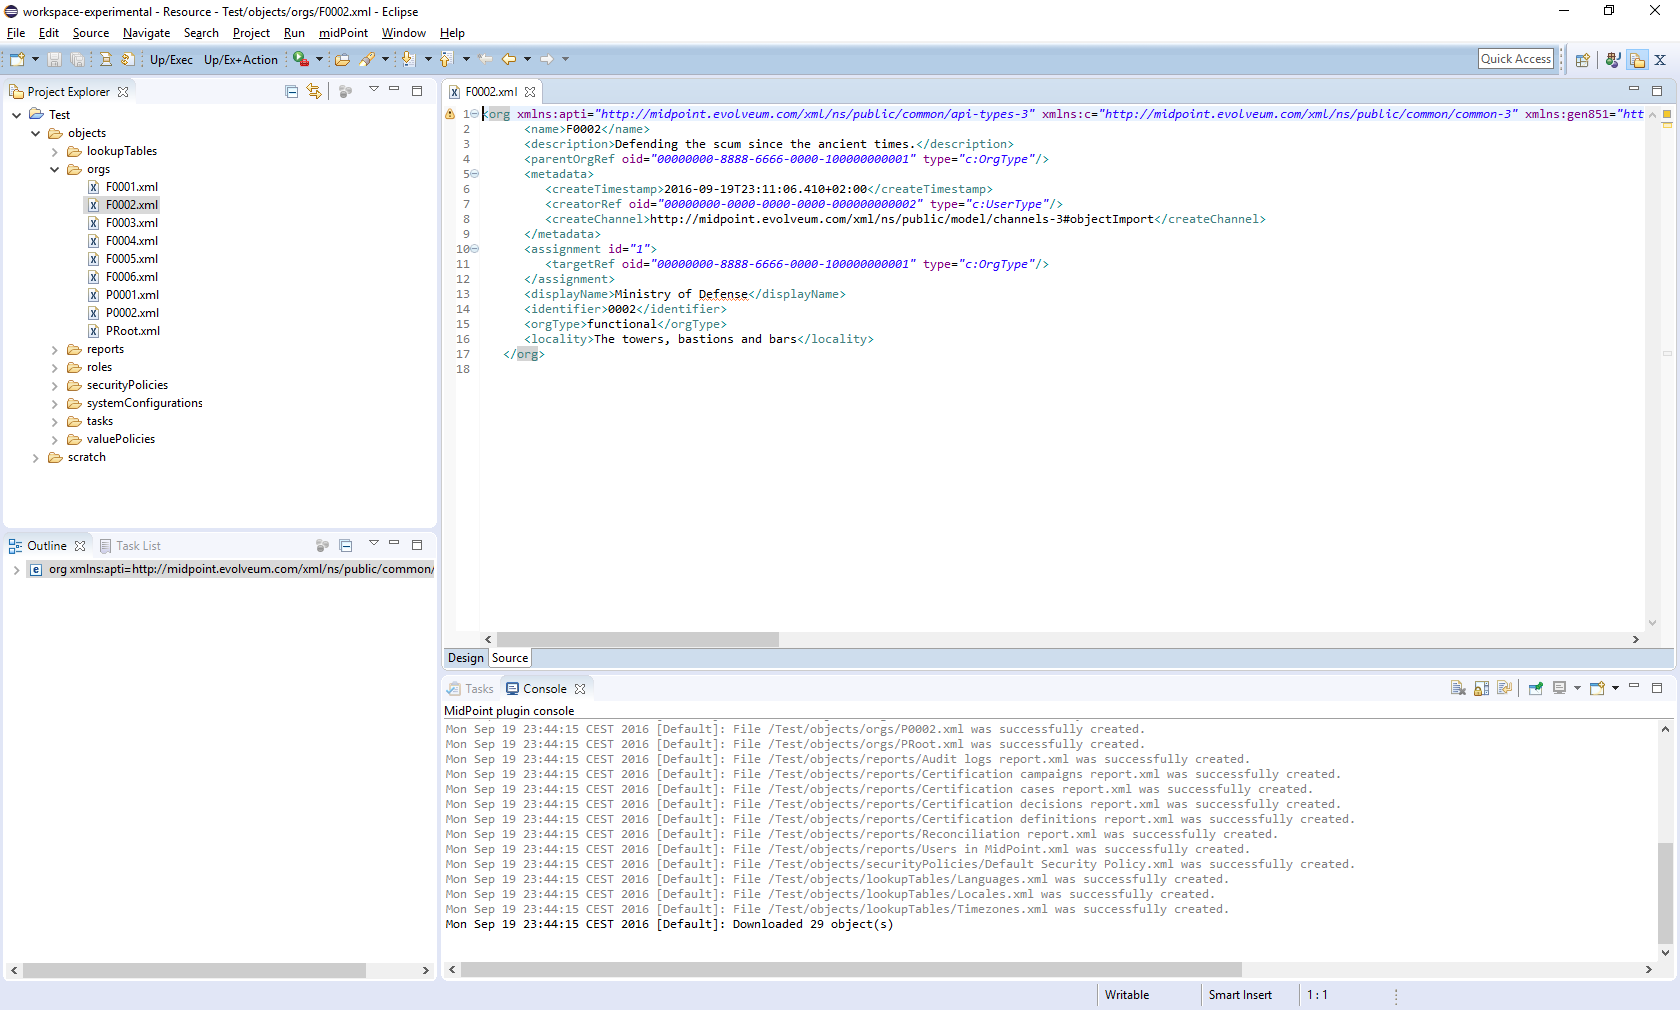 workspace-experimental - Resource - Test/objects/orgs/F0002.xml - Eclipse
File Edit Source Navigate Search Project Run midPoint Window Help
Up/Exec Up/Ex+Action
Quick Access
Project Explorer
Test
objects
lookupTables
orgs
F0001.xml
F0002.xml
F0003.xml
F0004.xml
F0005.xml
F0006.xml
P0001.xml
P0002.xml
PRoot.xml
reports
roles
securityPolicies
systemConfigurations
tasks
valuePolicies
scratch
Outline Task List
org xmlns:apti=http://midpoint.evolveum.com/xml/ns/public/common/
F0002.xml
1 <org xmlns:apti="http://midpoint.evolveum.com/xml/ns/public/common/api-types-3" xmlns:c="http://midpoint.evolveum.com/xml/ns/public/common/common-3" xmlns:gen851="htt
2 <name>F0002</name>
3 <description>Defending the scum since the ancient times.</description>
4 <parentOrgRef oid="00000000-8888-6666-0000-100000000001" type="c:OrgType"/>
5 <metadata>
6 <createTimestamp>2016-09-19T23:11:06.410+02:00</createTimestamp>
7 <creatorRef oid="00000000-0000-0000-0000-000000000002" type="c:UserType"/>
8 <createChannel>http://midpoint.evolveum.com/xml/ns/public/model/channels-3#objectImport</createChannel>
9 </metadata>
10 <assignment id="1">
11 <targetRef oid="00000000-8888-6666-0000-100000000001" type="c:OrgType"/>
12 </assignment>
13 <displayName>Ministry of Defense</displayName>
14 <identifier>0002</identifier>
15 <orgType>functional</orgType>
16 <locality>The towers, bastions and bars</locality>
17 </org>
18
Design Source
Tasks Console
MidPoint plugin console
Mon Sep 19 23:44:15 CEST 2016 [Default]: File /Test/objects/orgs/P0002.xml was successfully created.
Mon Sep 19 23:44:15 CEST 2016 [Default]: File /Test/objects/orgs/PRoot.xml was successfully created.
Mon Sep 19 23:44:15 CEST 2016 [Default]: File /Test/objects/reports/Audit logs report.xml was successfully created.
Mon Sep 19 23:44:15 CEST 2016 [Default]: File /Test/objects/reports/Certification campaigns report.xml was successfully created.
Mon Sep 19 23:44:15 CEST 2016 [Default]: File /Test/objects/reports/Certification cases report.xml was successfully created.
Mon Sep 19 23:44:15 CEST 2016 [Default]: File /Test/objects/reports/Certification decisions report.xml was successfully created.
Mon Sep 19 23:44:15 CEST 2016 [Default]: File /Test/objects/reports/Certification definitions report.xml was successfully created.
Mon Sep 19 23:44:15 CEST 2016 [Default]: File /Test/objects/reports/Reconciliation report.xml was successfully created.
Mon Sep 19 23:44:15 CEST 2016 [Default]: File /Test/objects/reports/Users in MidPoint.xml was successfully created.
Mon Sep 19 23:44:15 CEST 2016 [Default]: File /Test/objects/securityPolicies/Default Security Policy.xml was successfully created.
Mon Sep 19 23:44:15 CEST 2016 [Default]: File /Test/objects/lookupTables/Languages.xml was successfully created.
Mon Sep 19 23:44:15 CEST 2016 [Default]: File /Test/objects/lookupTables/Locales.xml was successfully created.
Mon Sep 19 23:44:15 CEST 2016 [Default]: File /Test/objects/lookupTables/Timezones.xml was successfully created.
Mon Sep 19 23:44:15 CEST 2016 [Default]: Downloaded 29 object(s)
Writable Smart Insert 1 : 1